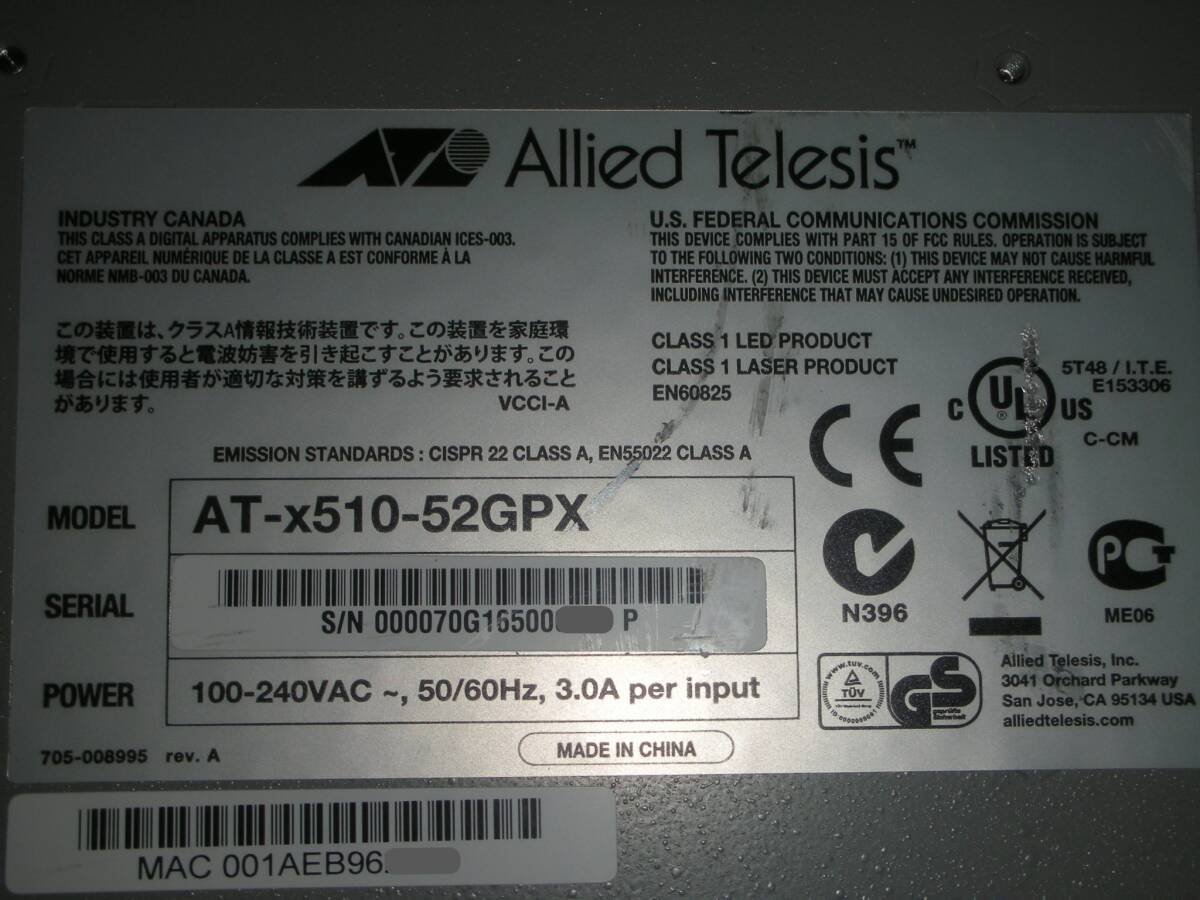 Allied Telesis™
INDUSTRY CANADA
THIS CLASS A DIGITAL APPARATUS COMPLIES WITH CANADIAN ICES-003.
CET APPAREIL NUMÉRIQUE DE LA CLASSE A EST CONFORME À LA
NORME NMB-003 DU CANADA.
U.S. FEDERAL COMMUNICATIONS COMMISSION
THIS DEVICE COMPLIES WITH PART 15 OF FCC RULES. OPERATION IS SUBJECT
TO THE FOLLOWING TWO CONDITIONS: (1) THIS DEVICE MAY NOT CAUSE HARMFUL
INTERFERENCE. (2) THIS DEVICE MUST ACCEPT ANY INTERFERENCE RECEIVED,
INCLUDING INTERFERENCE THAT MAY CAUSE UNDESIRED OPERATION.
この装置は、クラスA情報技術装置です。この装置を家庭環
境で使用すると電波妨害を引き起こすことがあります。この
場合には使用者が適切な対策を講ずるよう要求されること
があります。
VCCI-A
CLASS 1 LED PRODUCT
CLASS 1 LASER PRODUCT
EN60825
CE
C UL® US
LISTED
5T48 / I.T.E.
E153306
C-CM
EMISSION STANDARDS : CISPR 22 CLASS A, EN55022 CLASS A
MODEL
AT-x510-52GPX
SERIAL
S/N 000070G16500 P
POWER
100-240VAC ~, 50/60Hz, 3.0A per input
N396
PCT
ME06
www.tuv.com
TÜV
GS
geprüfte
Sicherheit
Allied Telesis, Inc.
3041 Orchard Parkway
San Jose, CA 95134 USA
alliedtelesis.com
705-008995 rev. A
MADE IN CHINA
MAC 001AEB96